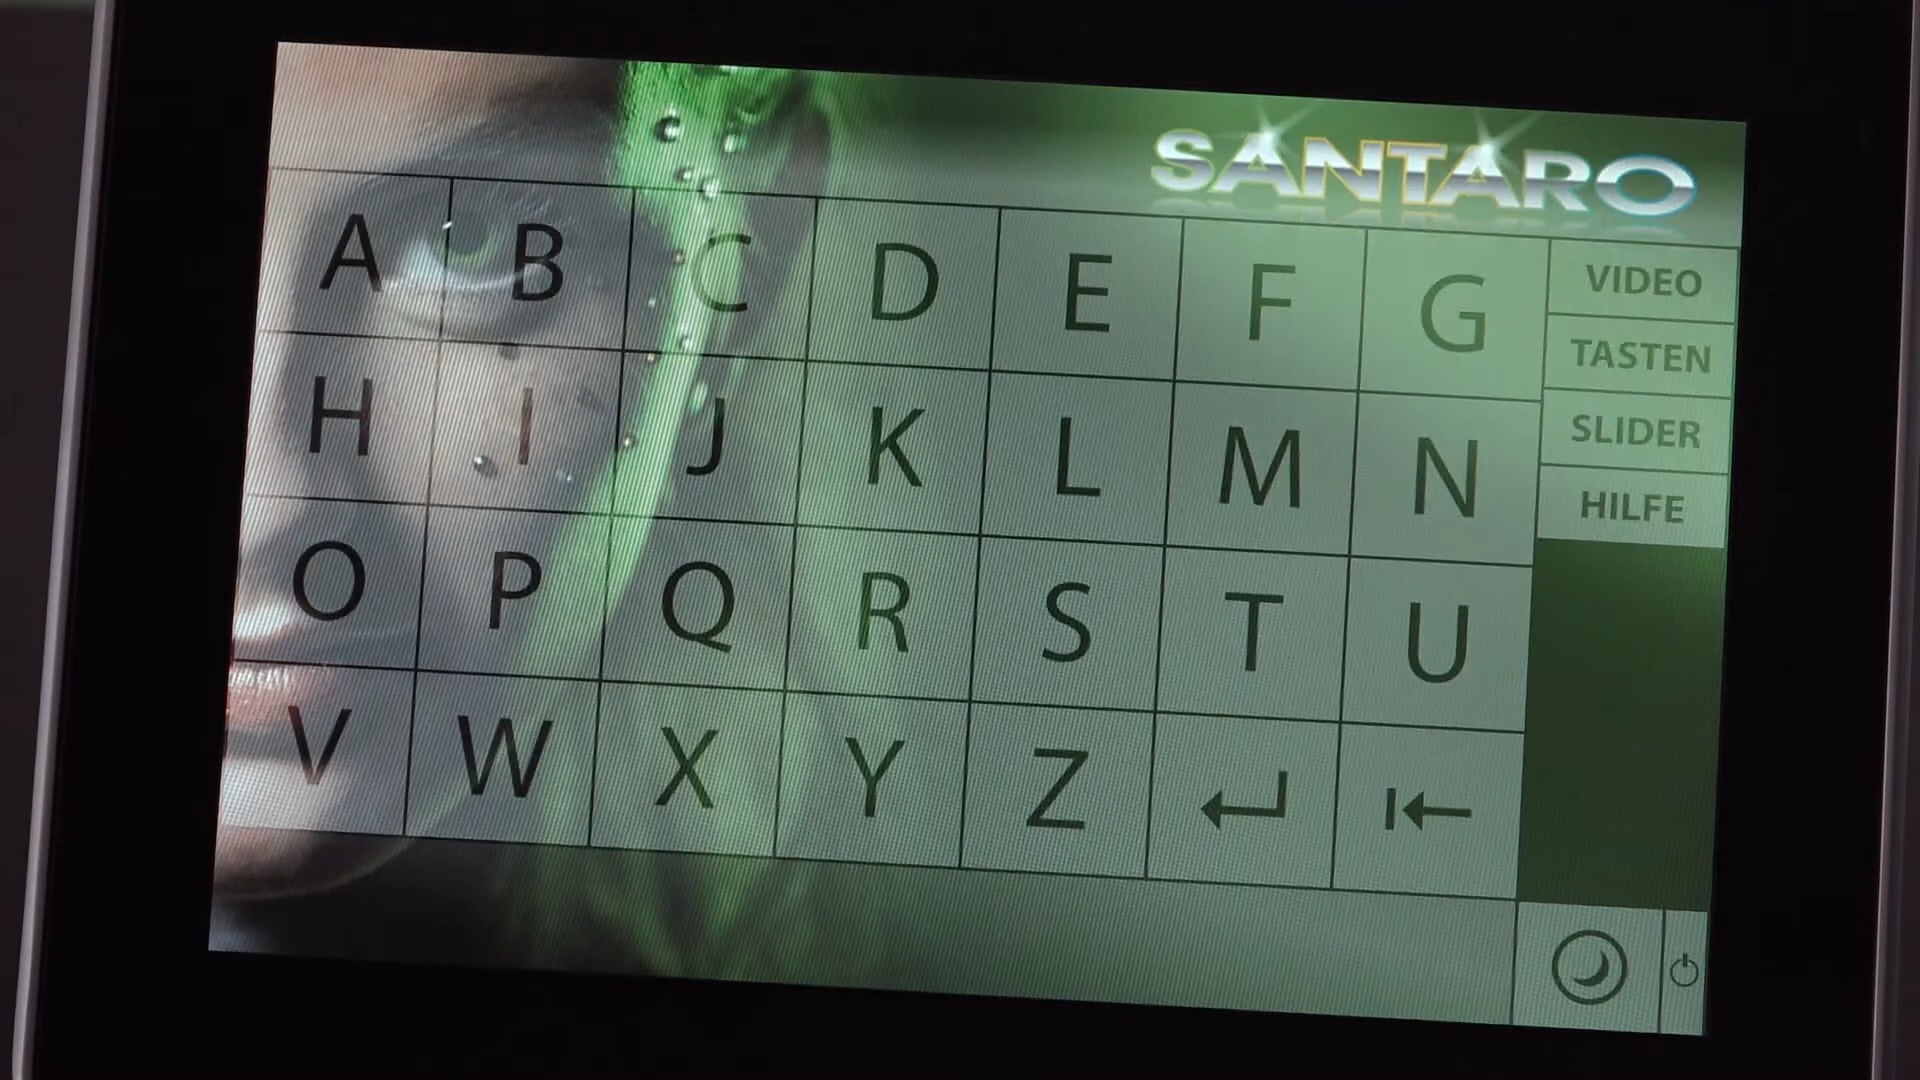 SANTARO
A B C D E F G
VIDEO
TASTEN
H I J K L M N
SLIDER
HILFE
O P Q R S T U
V W X Y Z